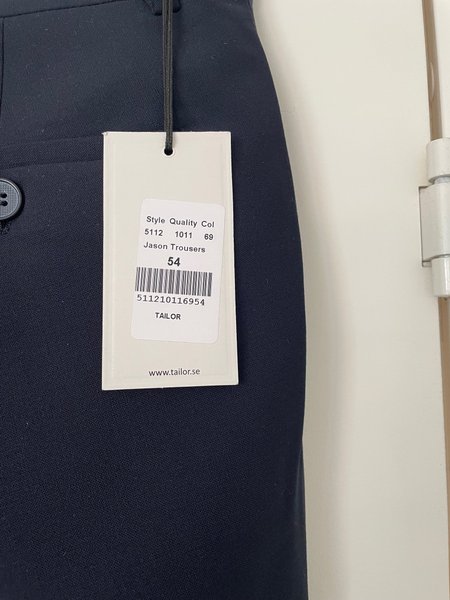 Style Quality Col
5112 1011 69
Jason Trousers
54
511210116954
TAILOR
www.tailor.se